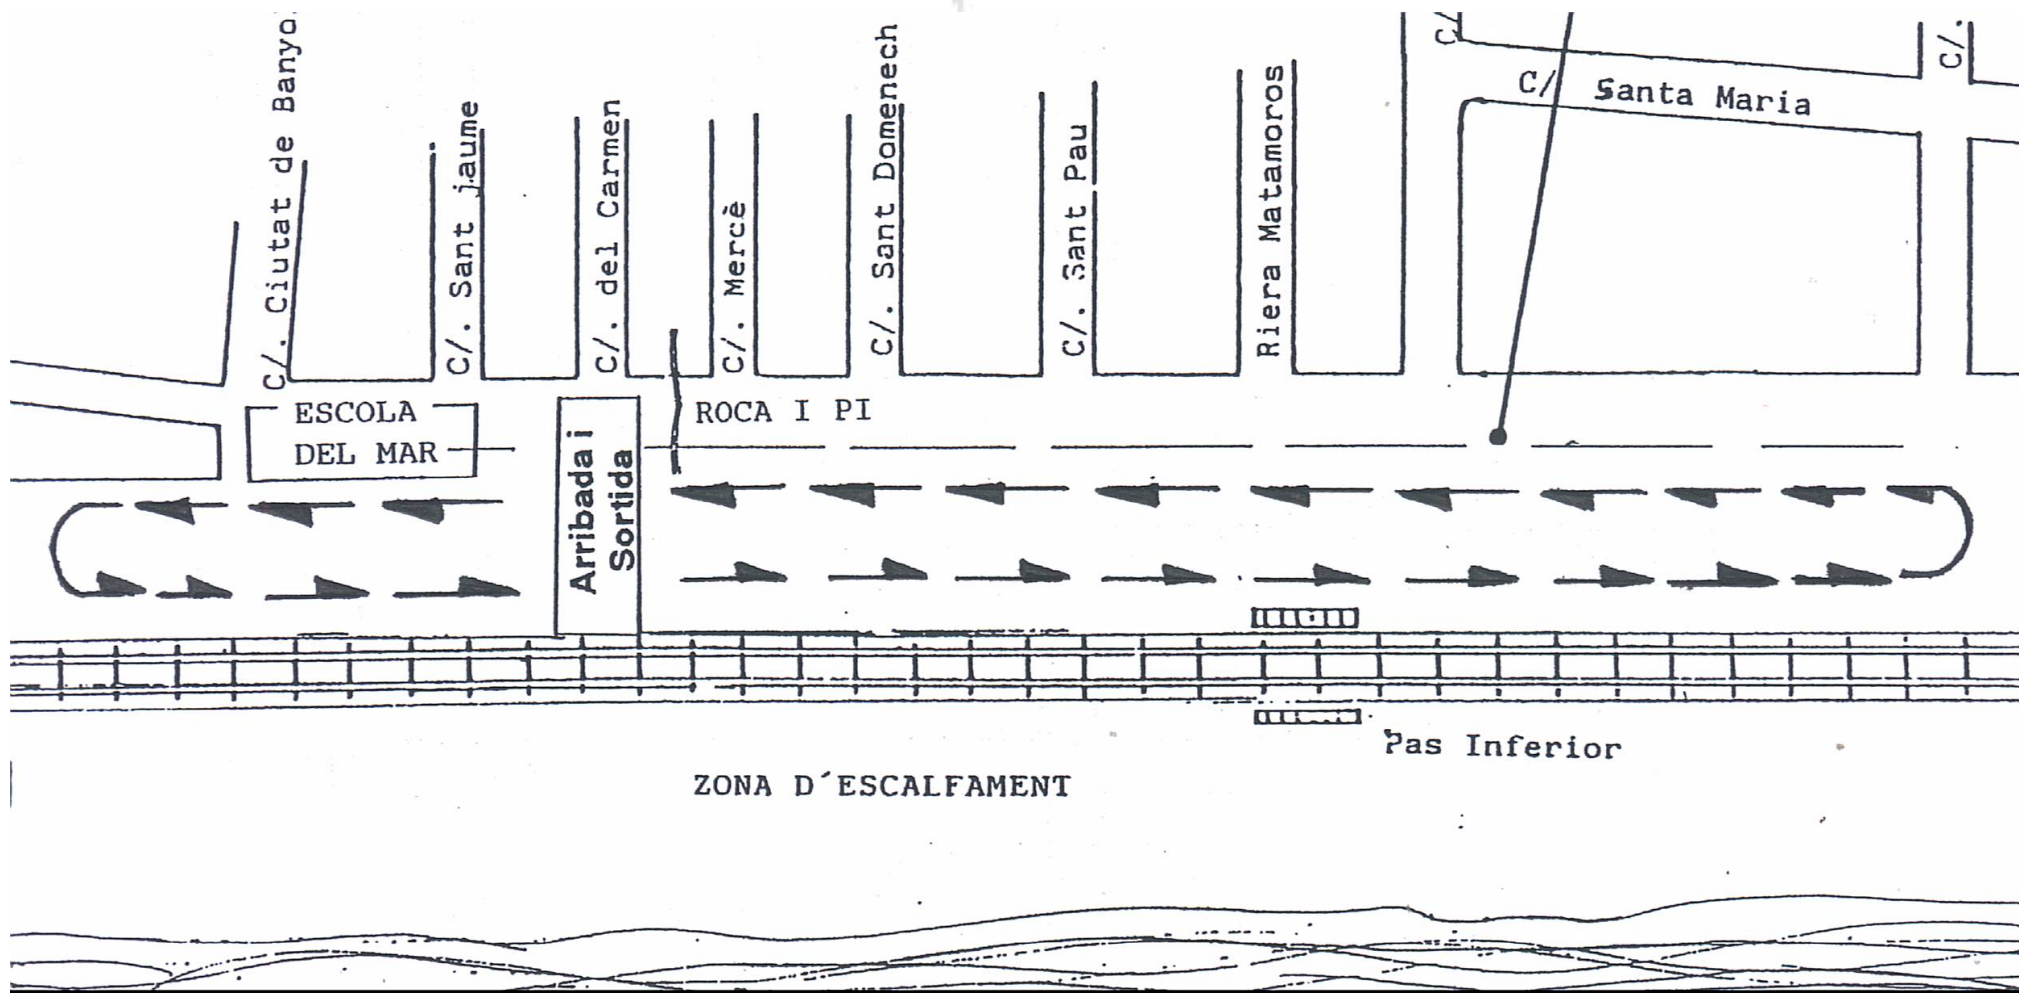 C/. Ciutat de Banyo
C/. Sant jaume
C/. del Carmen
C/. Mercè
C/. Sant Domenech
C/. Sant Pau
Riera Matamoros
C/
C/ Santa Maria
C/.
ESCOLA
DEL MAR
Arribada i
Sortida
ROCA I PI
Pas Inferior
ZONA D´ESCALFAMENT